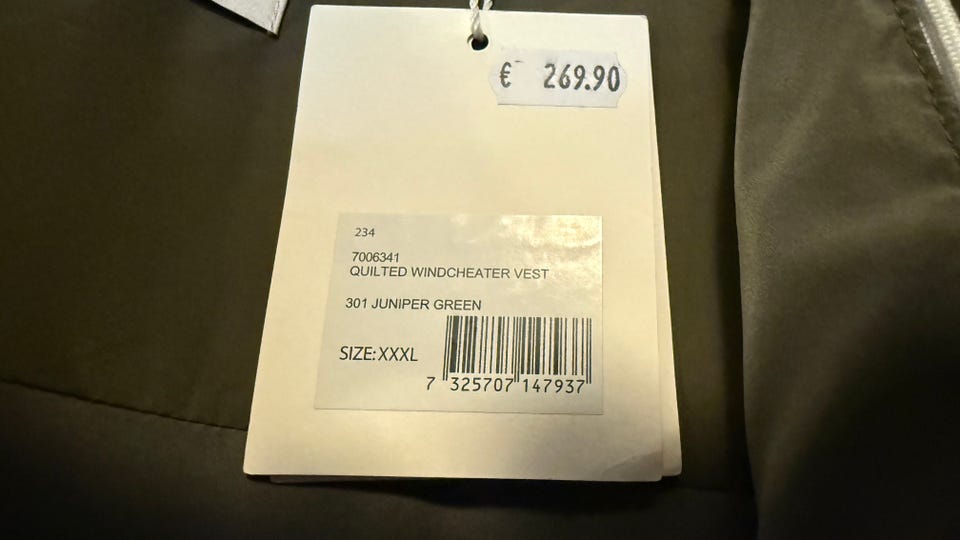 € 269.90
234
7006341
QUILTED WINDCHEATER VEST
301 JUNIPER GREEN
SIZE: XXXL
7 325707 147937